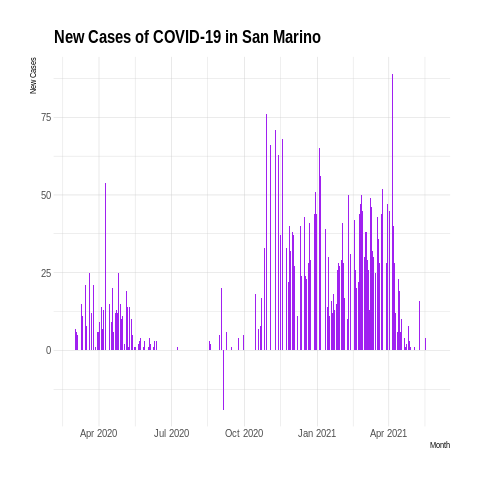 New Cases of COVID-19 in San Marino
New Cases
75
50
25
0
Apr 2020 Jul 2020 Oct 2020 Jan 2021 Apr 2021
Month